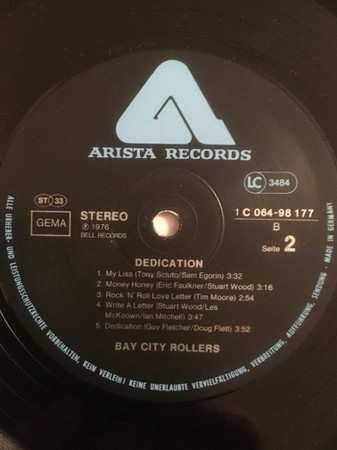 ARISTA RECORDS
LC 3484
ST 33
GEMA
STEREO
℗ 1976
BELL RECORDS
1 C 064-98 177
B
Seite 2
DEDICATION
1. My Lisa (Tony Sciuto/Sam Egorin) 3:32
2. Money Honey (Eric Faulkner/Stuart Wood) 3:16
3. Rock 'N' Roll Love Letter (Tim Moore) 2:54
4. Write A Letter (Stuart Wood/Les
McKeown/Ian Mitchell) 3:47
5. Dedication (Guy Fletcher/Doug Flett) 3:52
BAY CITY ROLLERS
ALLE URHEBER- UND LEISTUNGSSCHUTZRECHTE VORBEHALTEN, KEIN VERLEIH! KEINE UNERLAUBTE VERVIELFÄLTIGUNG, VERMIETUNG, AUFFÜHRUNG, SENDUNG - MADE IN GERMANY